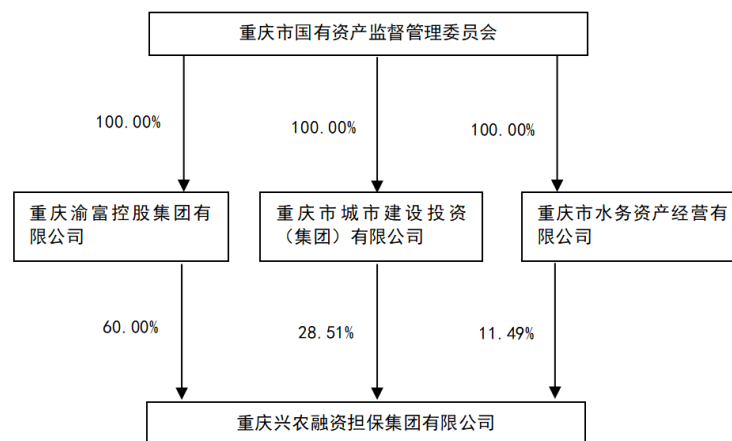 重庆市国有资产监督管理委员会
100.00%
100.00%
100.00%
重庆渝富控股集团有
限公司
重庆市城市建设投资
（集团）有限公司
重庆市水务资产经营有
限公司
60.00%
28.51%
11.49%
重庆兴农融资担保集团有限公司